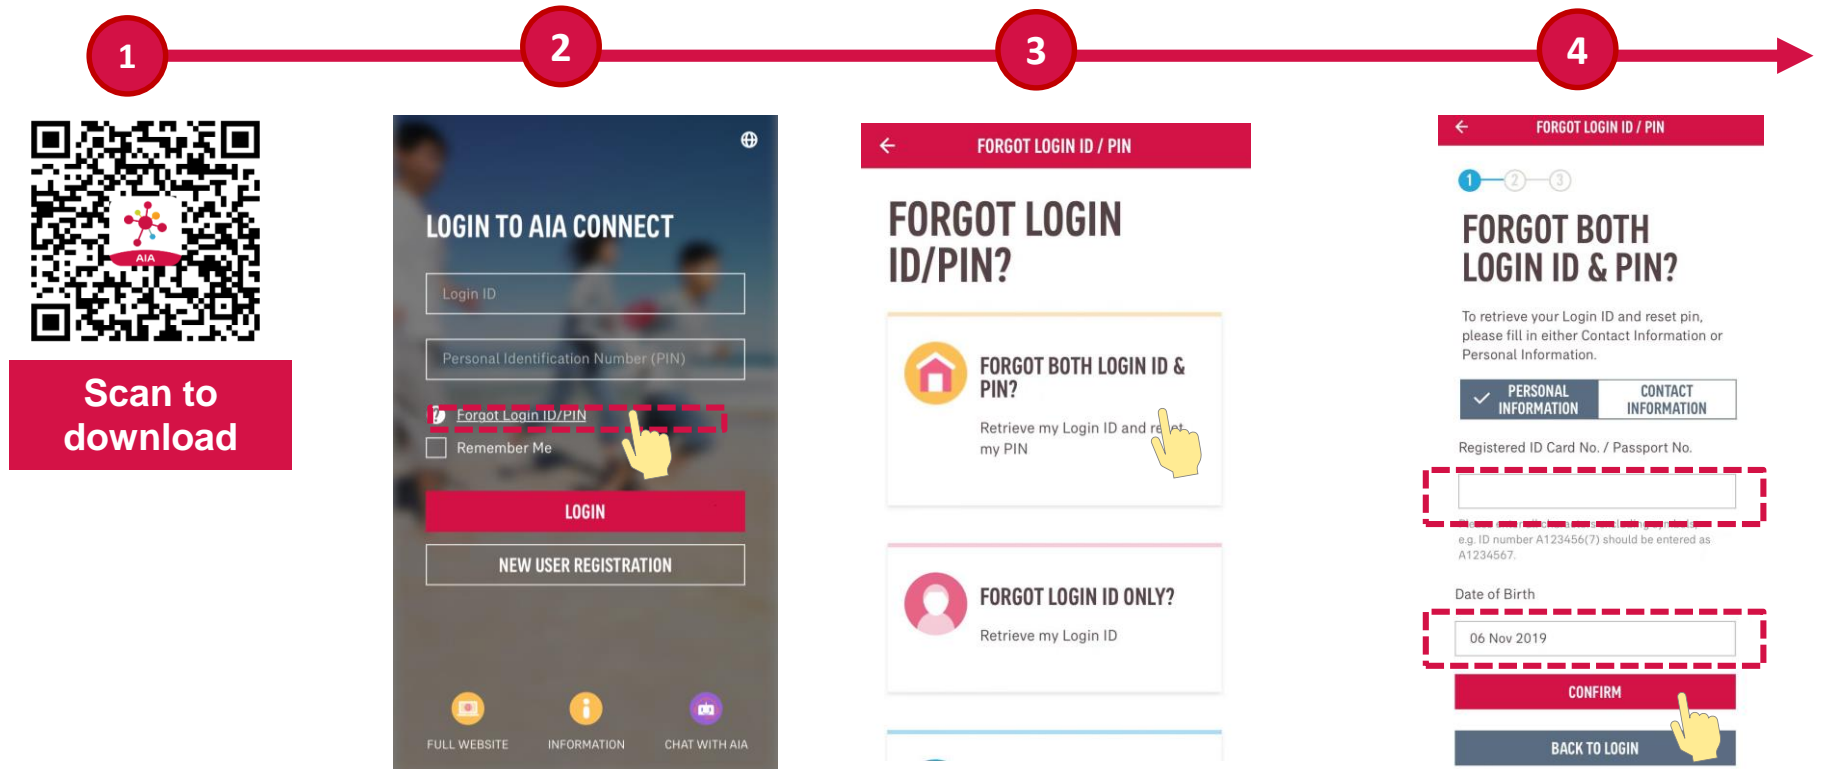 1
2
3
4
AIA
Scan to
download
LOGIN TO AIA CONNECT
Login ID
Personal Identification Number (PIN)
Forgot Login ID/PIN
Remember Me
LOGIN
NEW USER REGISTRATION
FULL WEBSITE
INFORMATION
CHAT WITH AIA
FORGOT LOGIN ID / PIN
FORGOT LOGIN
ID/PIN?
FORGOT BOTH LOGIN ID &
PIN?
Retrieve my Login ID and reset
my PIN
FORGOT LOGIN ID ONLY?
Retrieve my Login ID
FORGOT LOGIN ID / PIN
1 2 3
FORGOT BOTH
LOGIN ID & PIN?
To retrieve your Login ID and reset pin,
please fill in either Contact Information or
Personal Information.
PERSONAL
INFORMATION
CONTACT
INFORMATION
Registered ID Card No. / Passport No.
e.g. ID number A123456(7) should be entered as
A1234567.
Date of Birth
06 Nov 2019
CONFIRM
BACK TO LOGIN